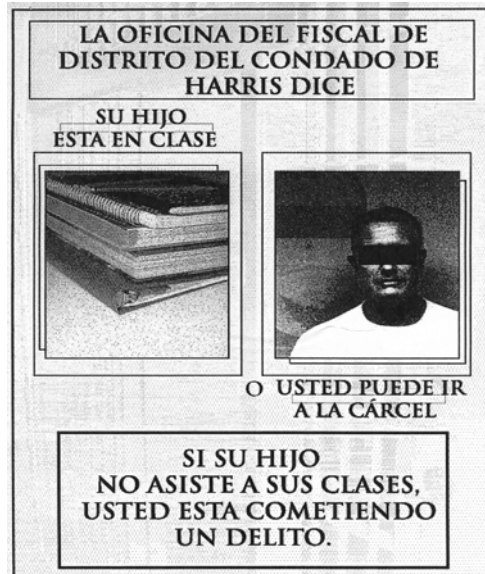 LA OFICINA DEL FISCAL DE
DISTRITO DEL CONDADO DE
HARRIS DICE
SU HIJO
ESTA EN CLASE
O USTED PUEDE IR
A LA CÁRCEL
SI SU HIJO
NO ASISTE A SUS CLASES,
USTED ESTA COMETIENDO
UN DELITO.